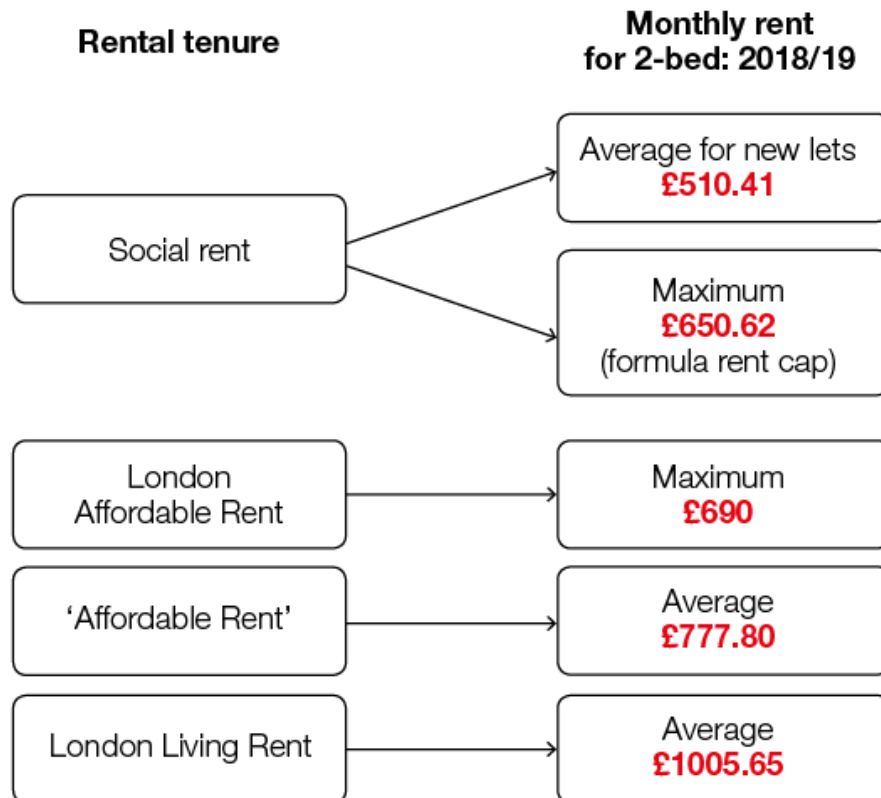 Rental tenure
Monthly rent
for 2-bed: 2018/19
Social rent
Average for new lets
£510.41
Maximum
£650.62
(formula rent cap)
London
Affordable Rent
Maximum
£690
‘Affordable Rent’
Average
£777.80
London Living Rent
Average
£1005.65